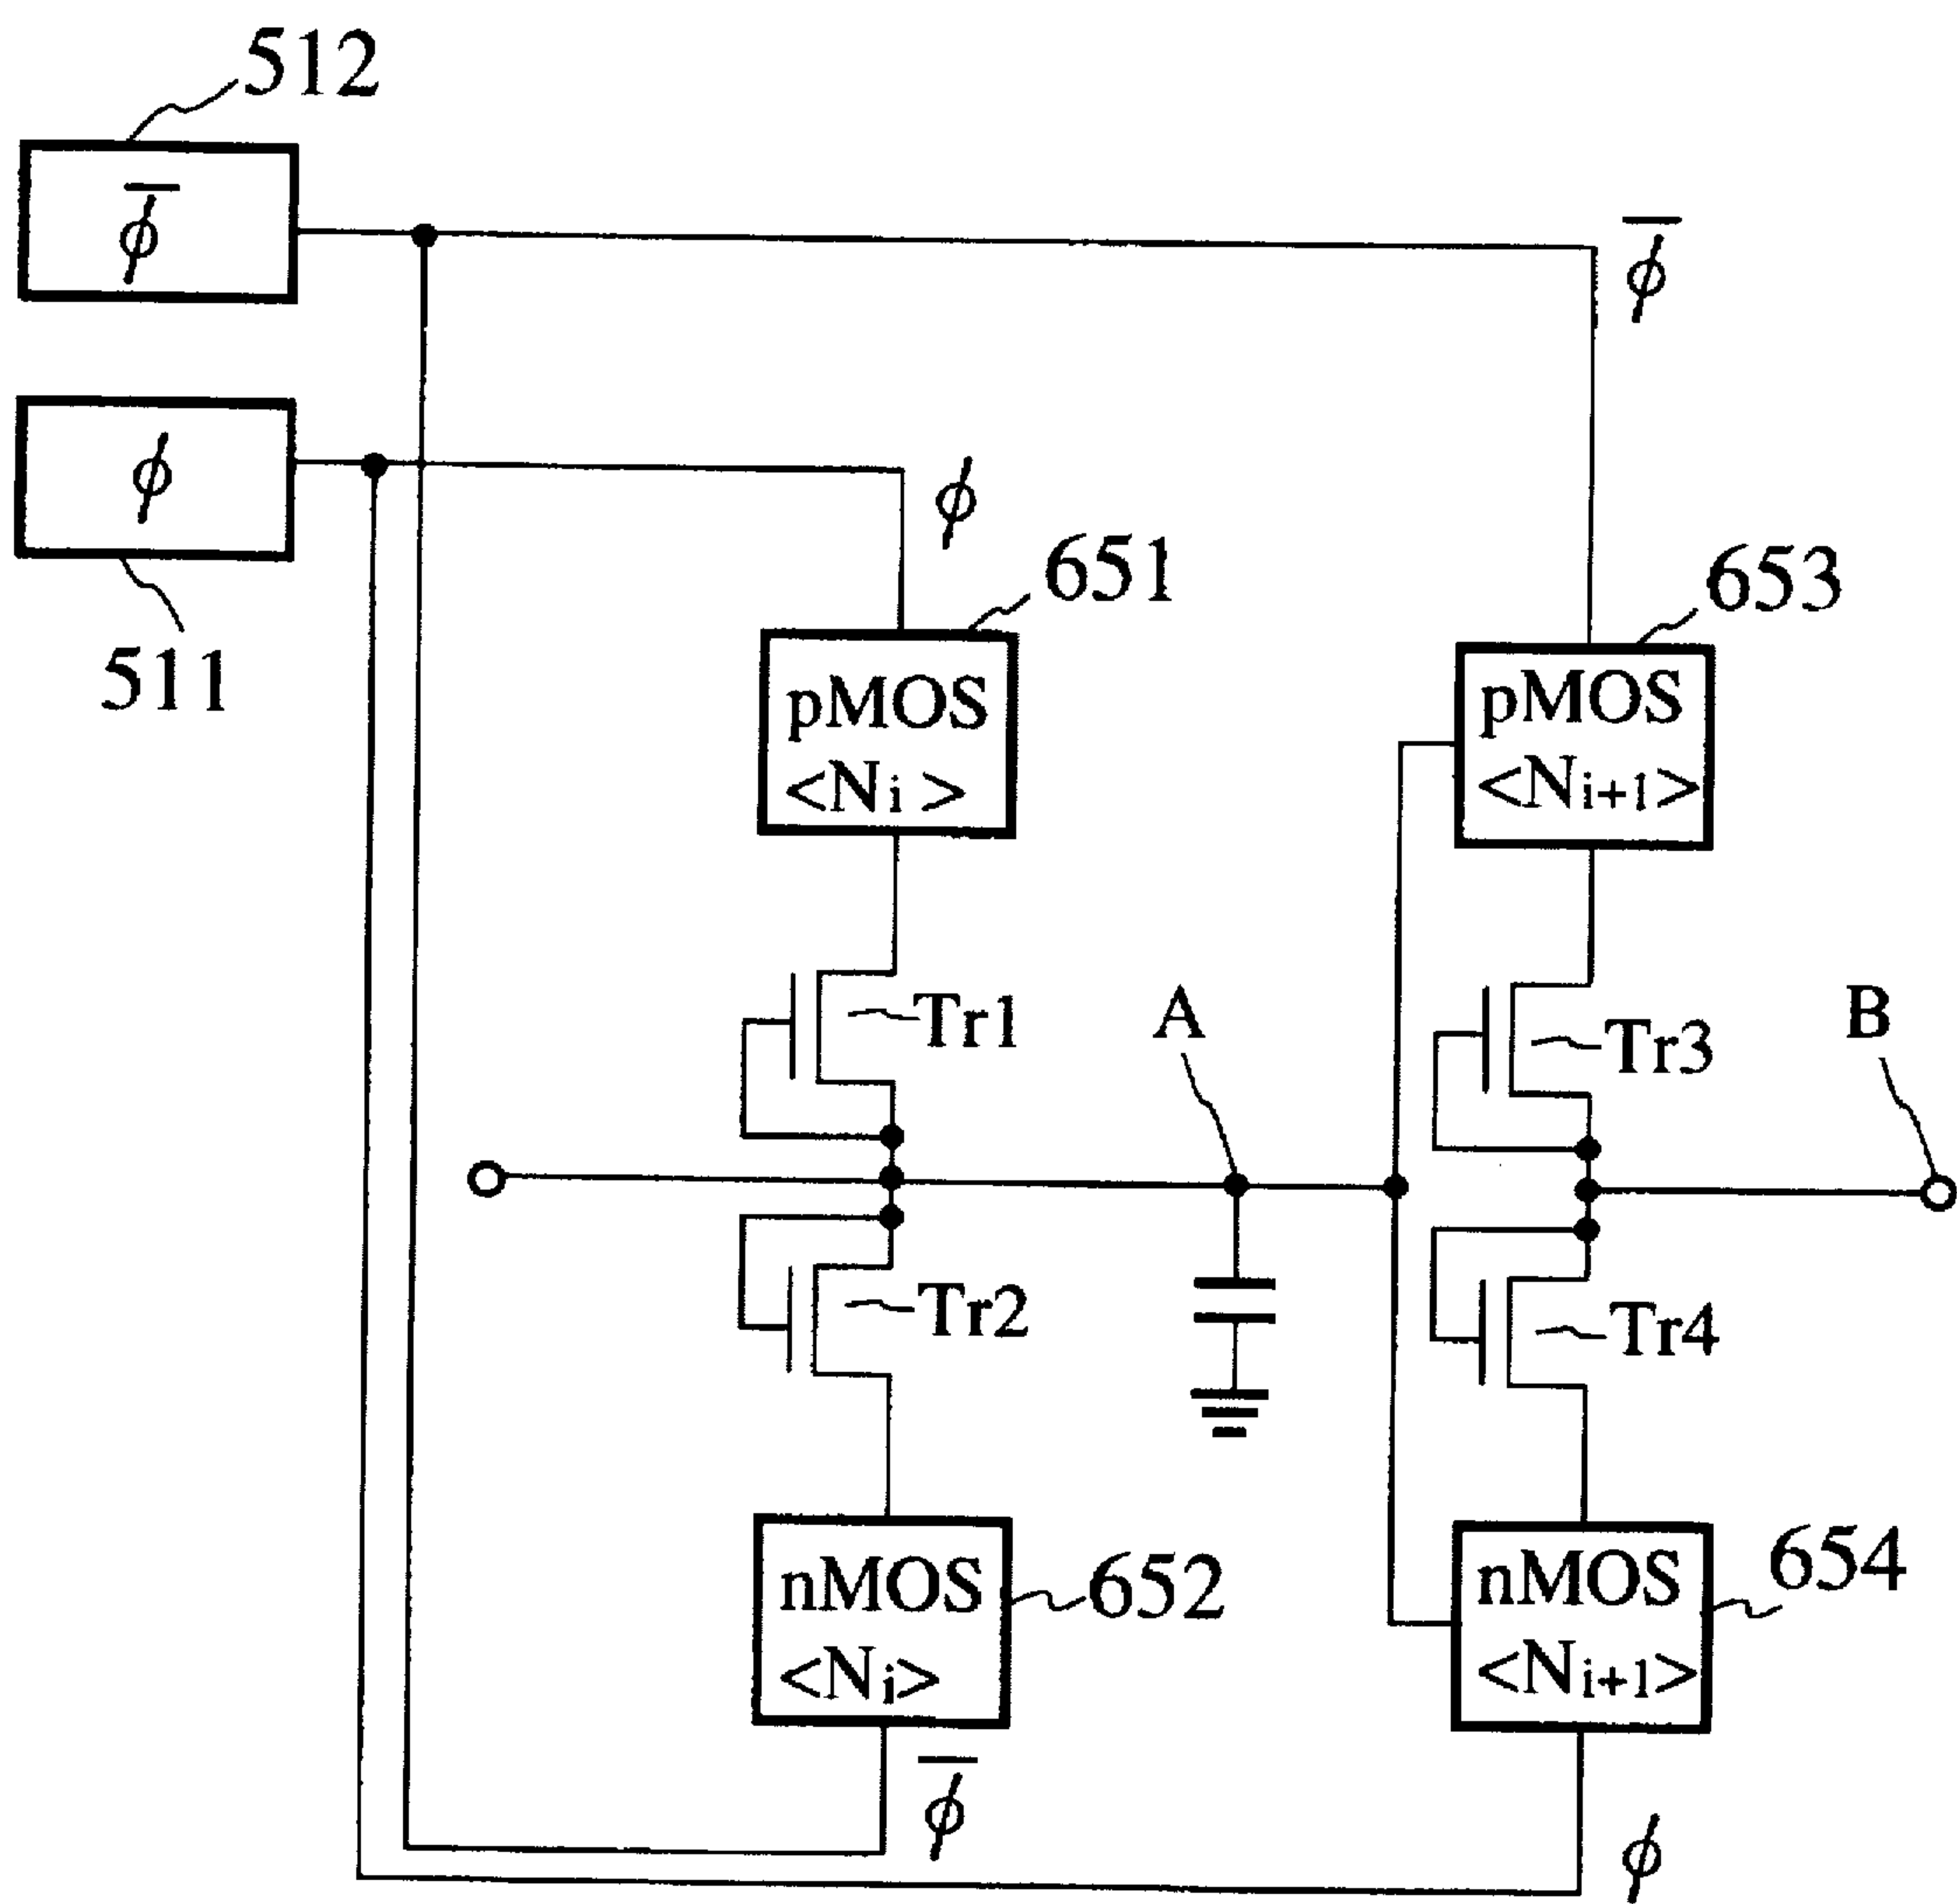 512
ϕ̅
ϕ̅
ϕ
ϕ
511
651
653
pMOS
<Ni>
pMOS
<Ni+1>
Tr1
A
Tr3
B
Tr2
Tr4
nMOS
<Ni>
652
nMOS
<Ni+1>
654
ϕ̅
ϕ